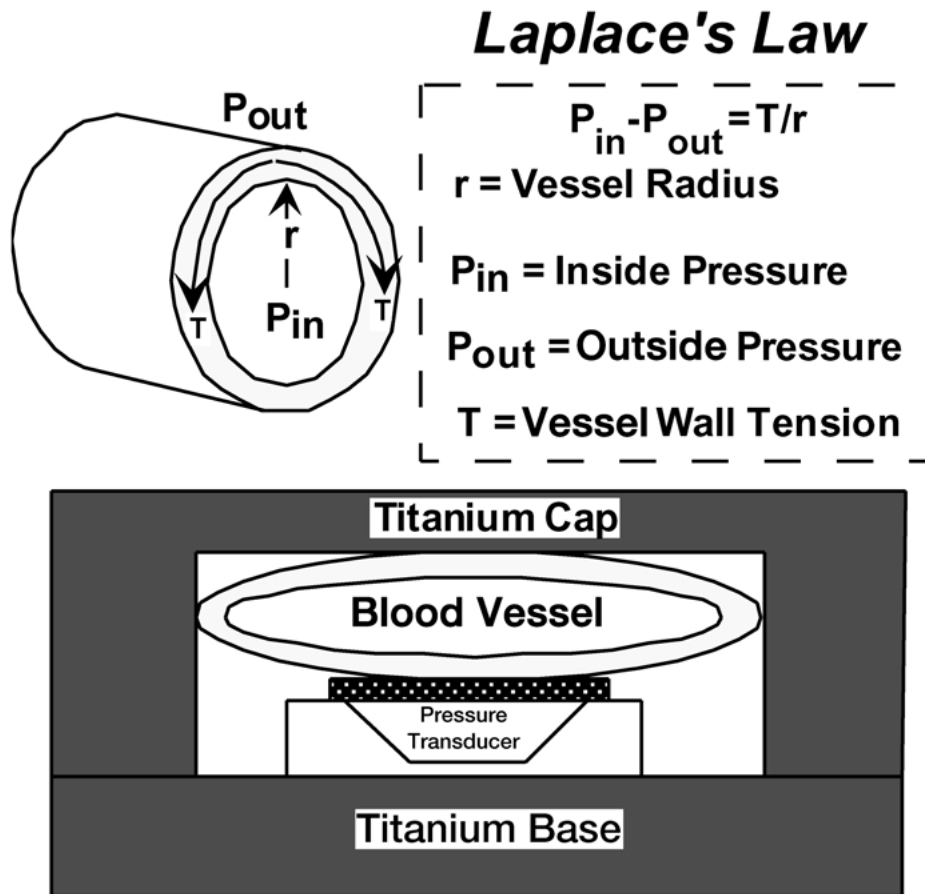 Laplace's Law
Pout
r
Pin
T
T
Pin-Pout=T/r
r = Vessel Radius
Pin = Inside Pressure
Pout = Outside Pressure
T = Vessel Wall Tension
Titanium Cap
Blood Vessel
Pressure
Transducer
Titanium Base